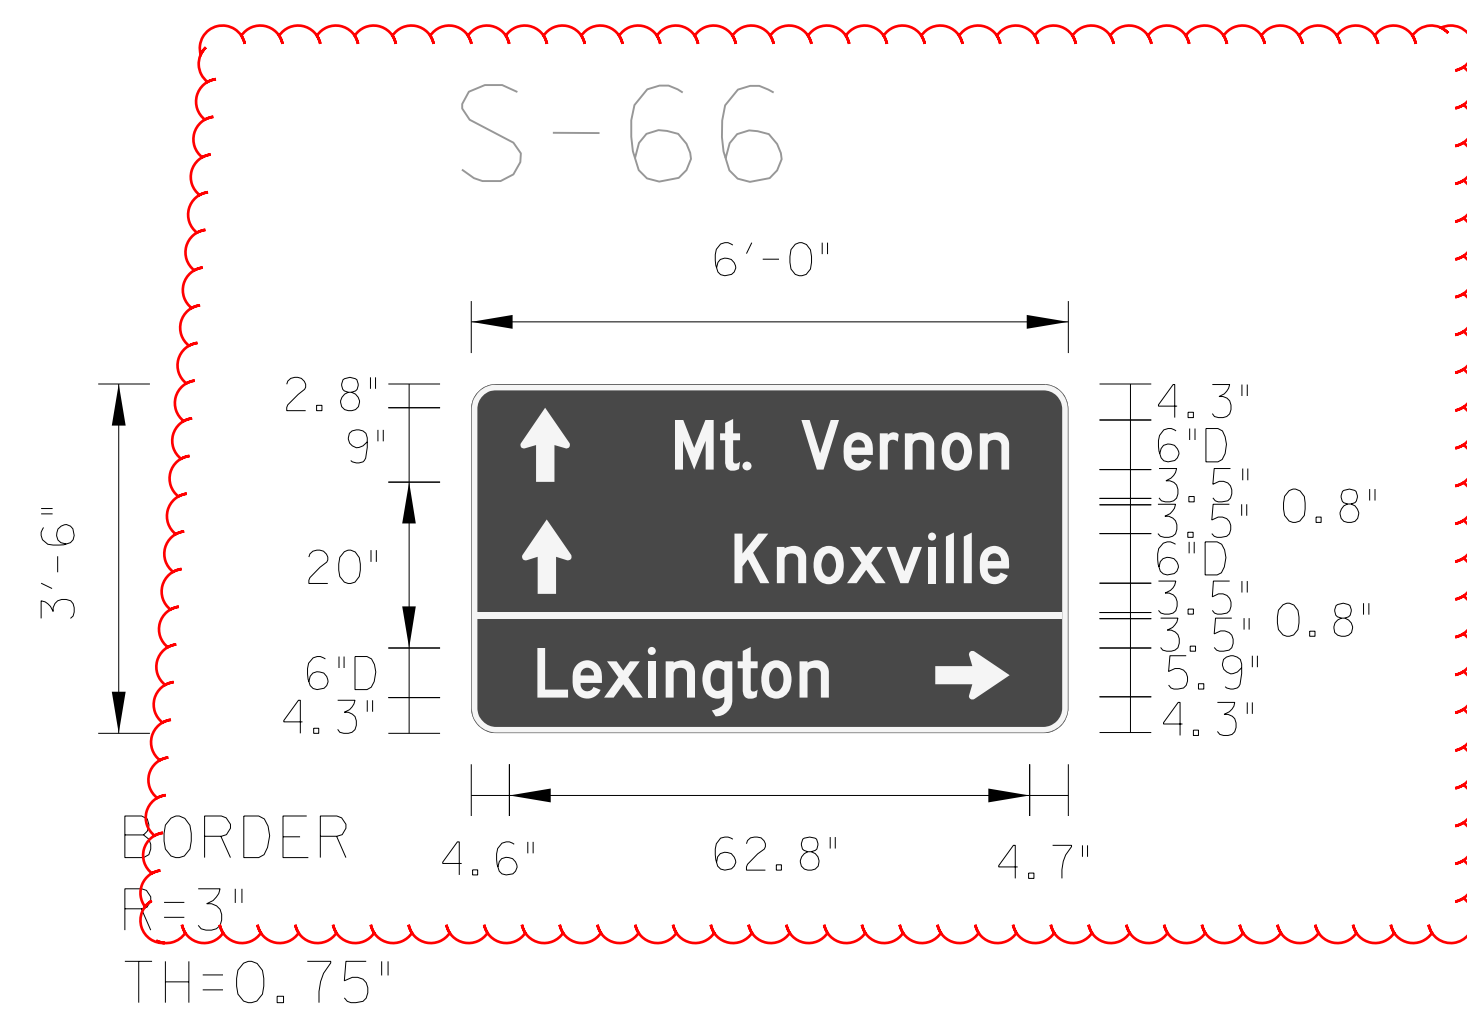 S-66
6'-0"
3'-6"
2.8"
9"
20"
6"D
4.3"
Mt. Vernon
Knoxville
Lexington
4.3"
6"D
3.5"
0.8"
3.5"
6"D
3.5"
0.8"
3.5"
5.9"
4.3"
4.6"
62.8"
4.7"
BORDER
R=3"
TH=0.75"